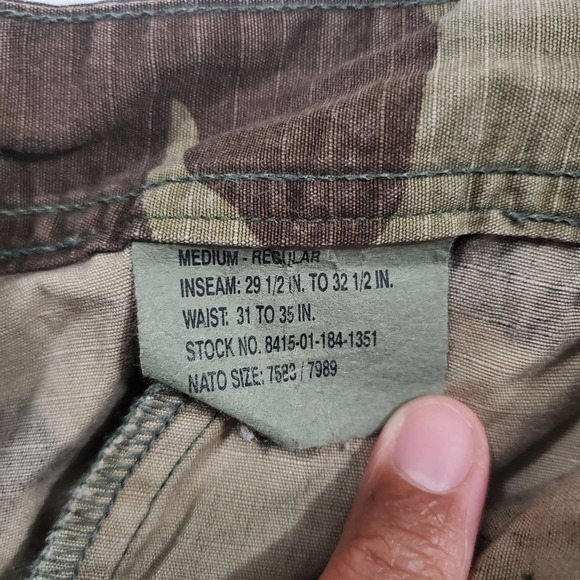 MEDIUM - REGULAR
INSEAM: 29 1/2 IN. TO 32 1/2 IN.
WAIST: 31 TO 35 IN.
STOCK NO. 8415-01-184-1351
NATO SIZE: 7583 / 7989